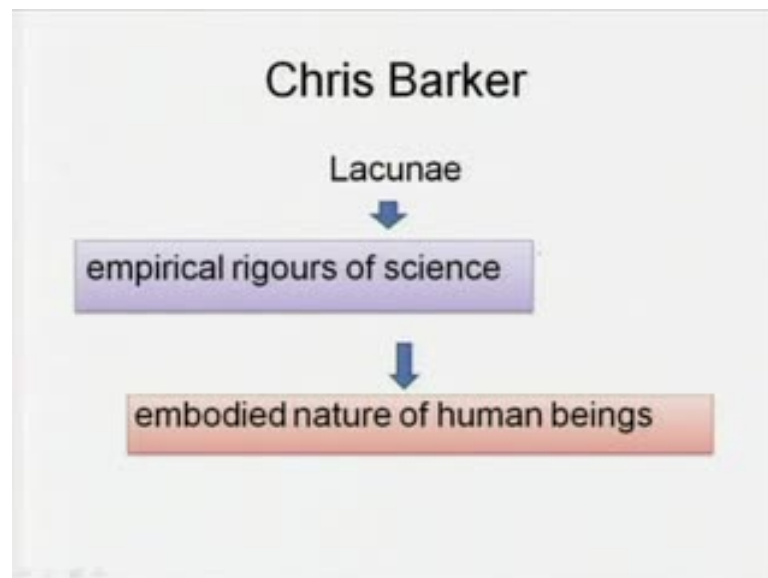 Chris Barker
Lacunae
empirical rigours of science
embodied nature of human beings